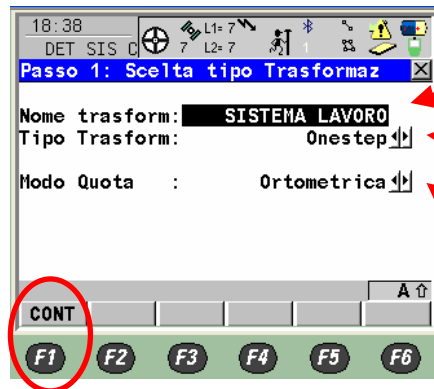 18:38
L1= 7
DET SIS C
7 L2= 7
1
Passo 1: Scelta tipo Trasformaz
Nome trasform: SISTEMA LAVORO
Tipo Trasform: Onestep
Modo Quota : Ortometrica
A
CONT
F1 F2 F3 F4 F5 F6